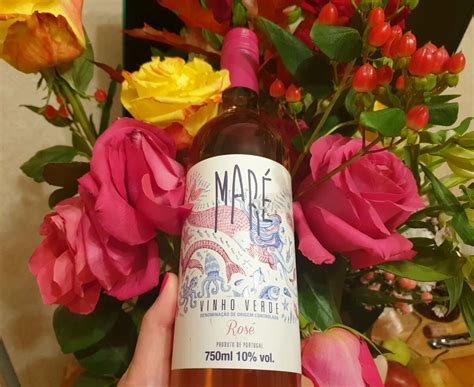 MARÉ
VINHO VERDE
DENOMINAÇÃO DE ORIGEM CONTROLADA
Rosé
PRODUTO DE PORTUGAL
750ml 10% vol.